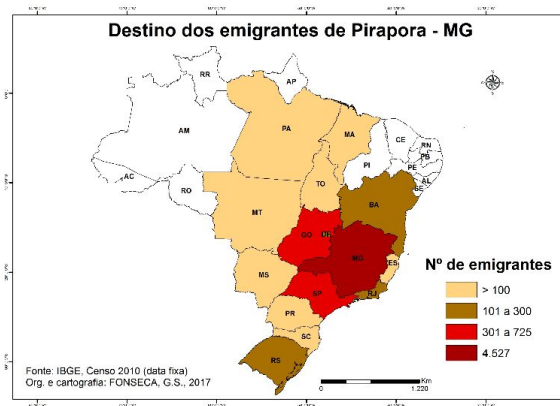 Destino dos emigrantes de Pirapora - MG
RR
AP
AM
PA
MA
CE
RN
PB
PI
PE
AL
SE
AC
RO
TO
BA
MT
GO
DF
MG
ES
MS
SP
RJ
PR
SC
RS
Nº de emigrantes
> 100
101 a 300
301 a 725
4.527
Fonte: IBGE, Censo 2010 (data fixa)
Org. e cartografia: FONSECA, G.S., 2017
0
Km
1.220